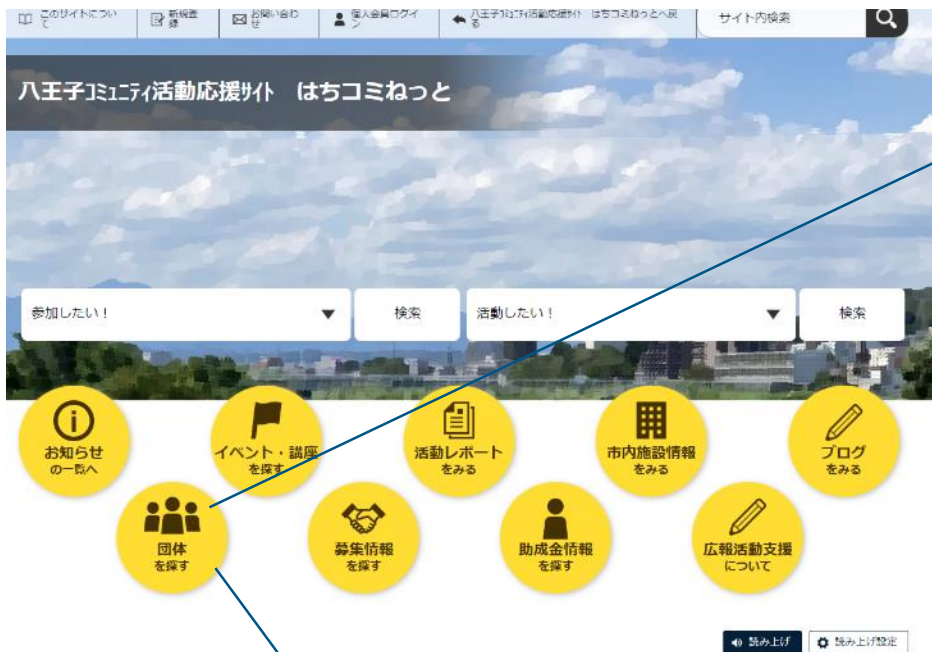 このサイトについ
て
新規登
録
お問い合わ
せ
個人会員ログイ
ン
八王子コミュニティ活動応援サイト はちコミねっとへ戻
る
サイト内検索
八王子コミュニティ活動応援サイト はちコミねっと
参加したい！
検索
活動したい！
検索
お知らせ
の一覧へ
イベント・講座
を探す
活動レポート
をみる
市内施設情報
をみる
ブログ
をみる
団体
を探す
募集情報
を探す
助成金情報
を探す
広報活動支援
について
読み上げ
読み上げ設定